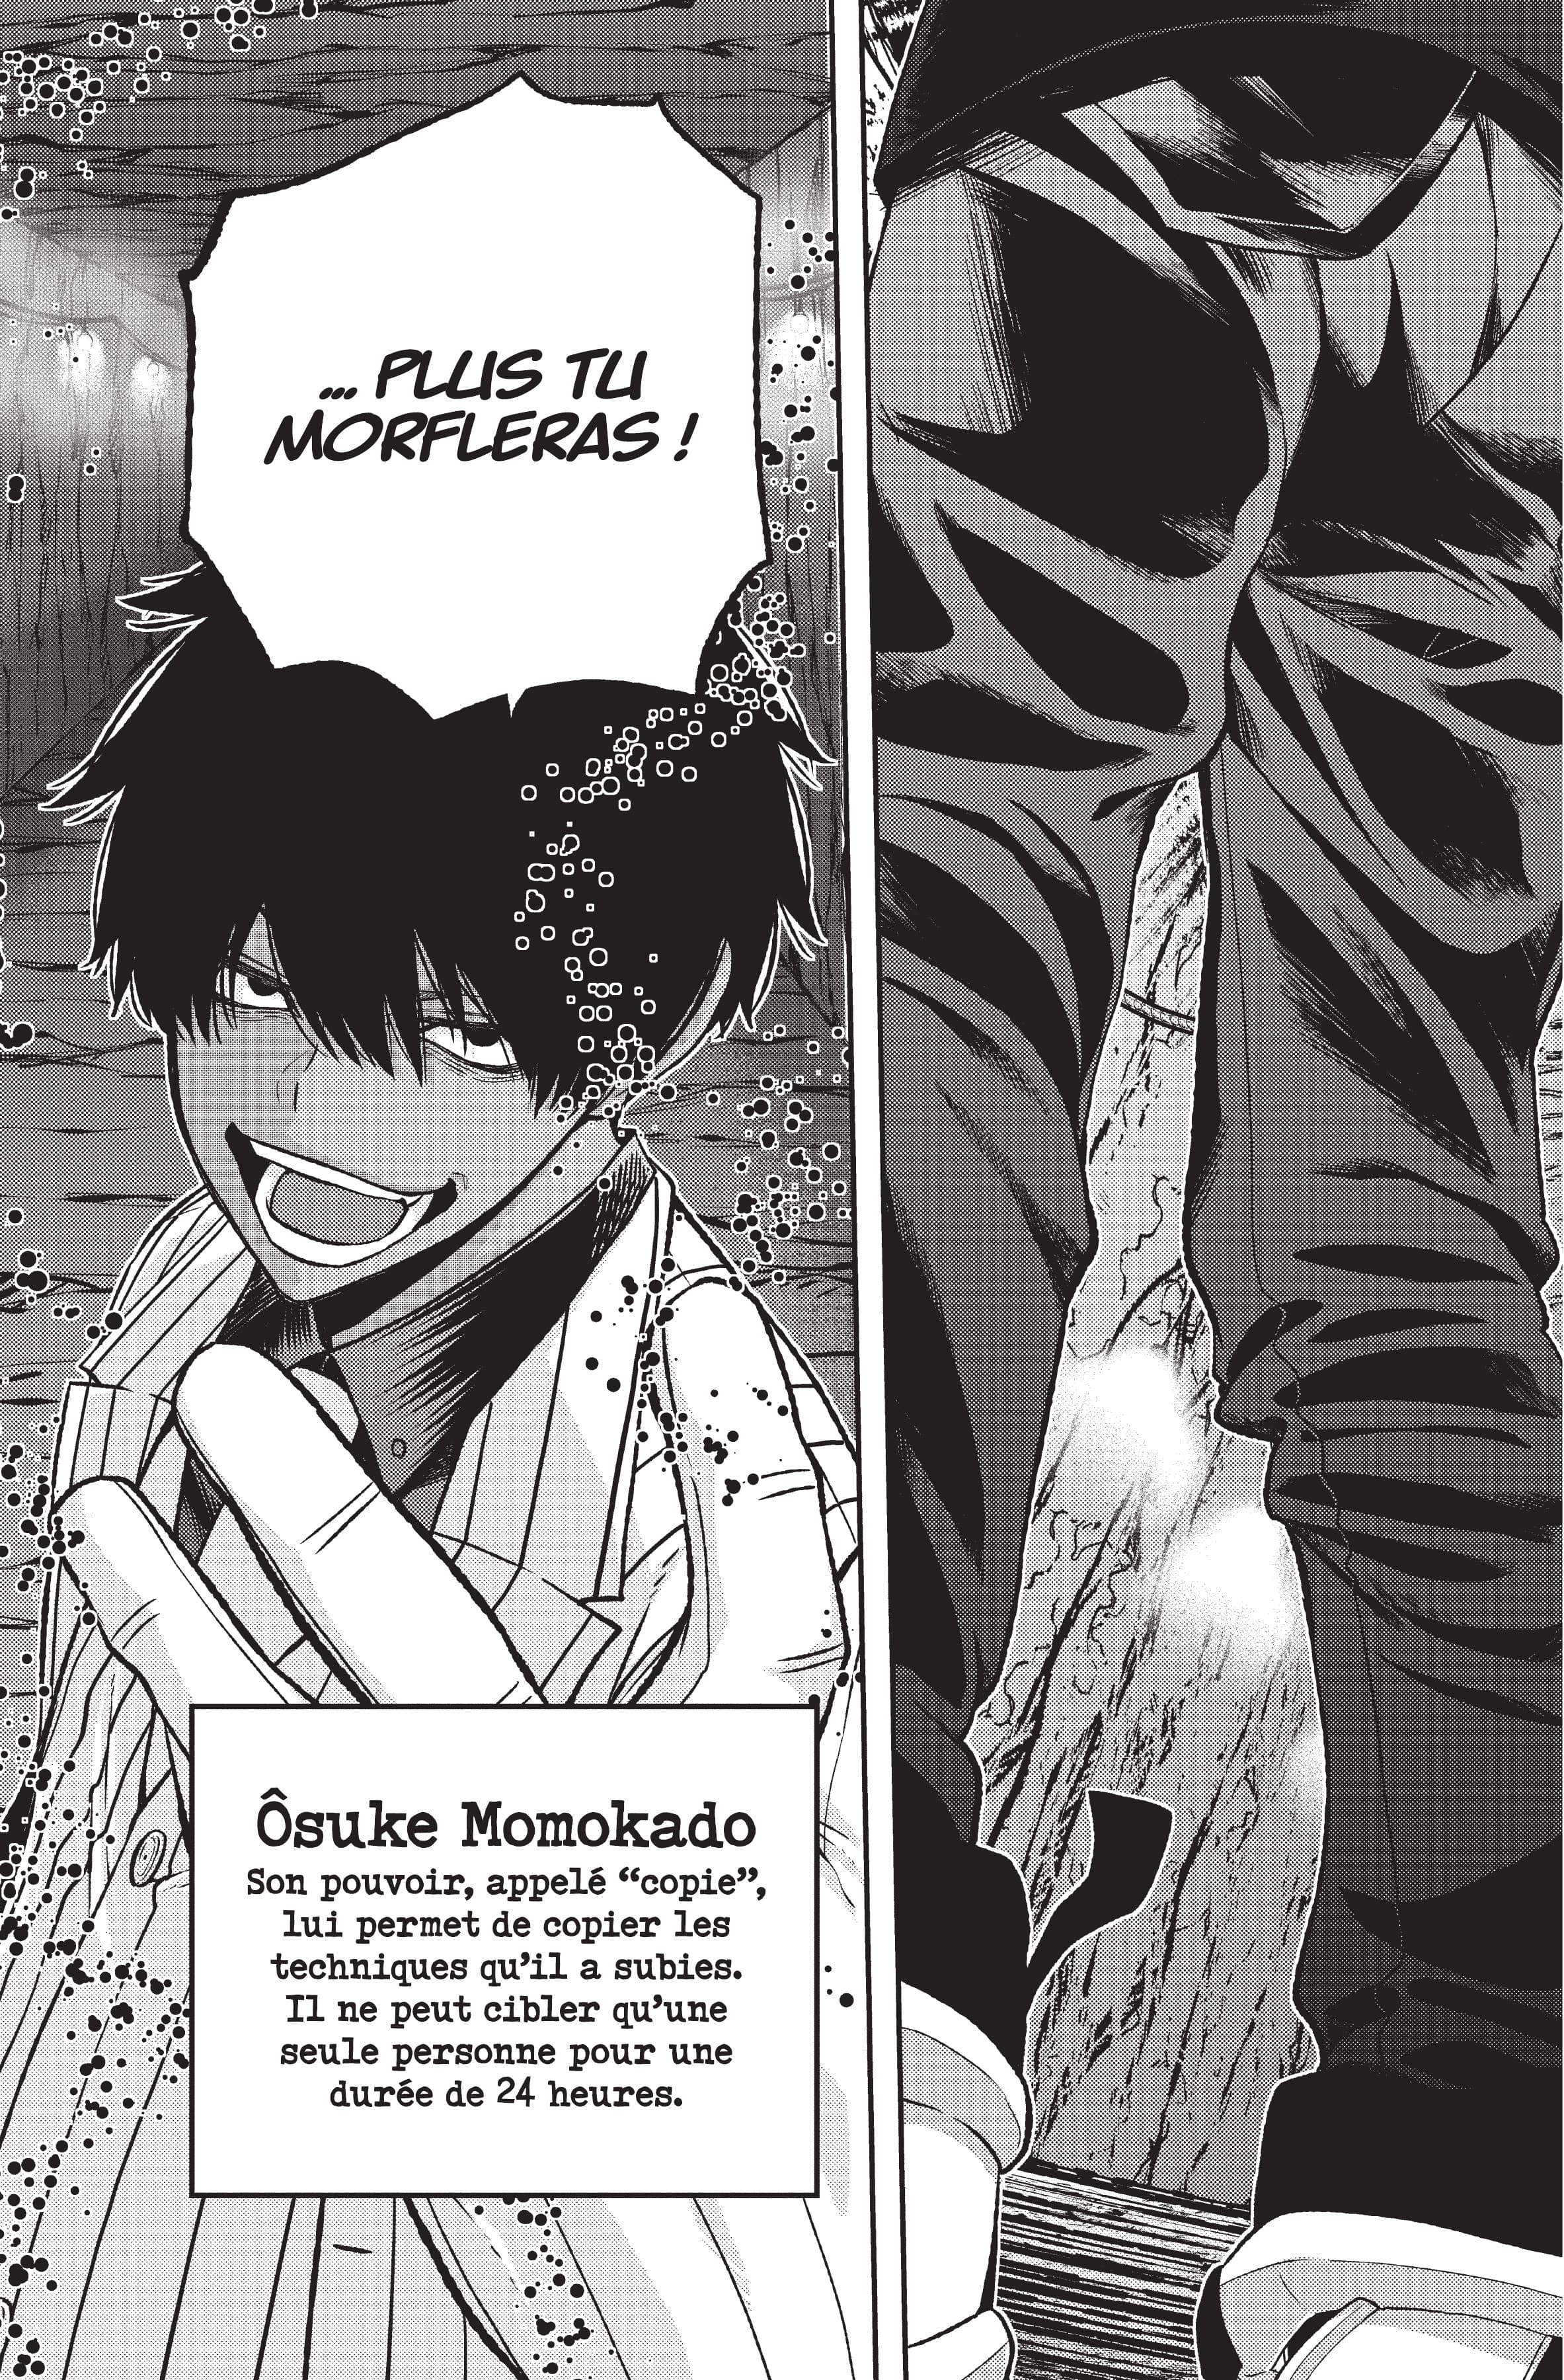 ... PLUS TU
MORFLERAS !
Ôsuke Momokado
Son pouvoir, appelé “copie”,
lui permet de copier les
techniques qu’il a subies.
Il ne peut cibler qu’une
seule personne pour une
durée de 24 heures.